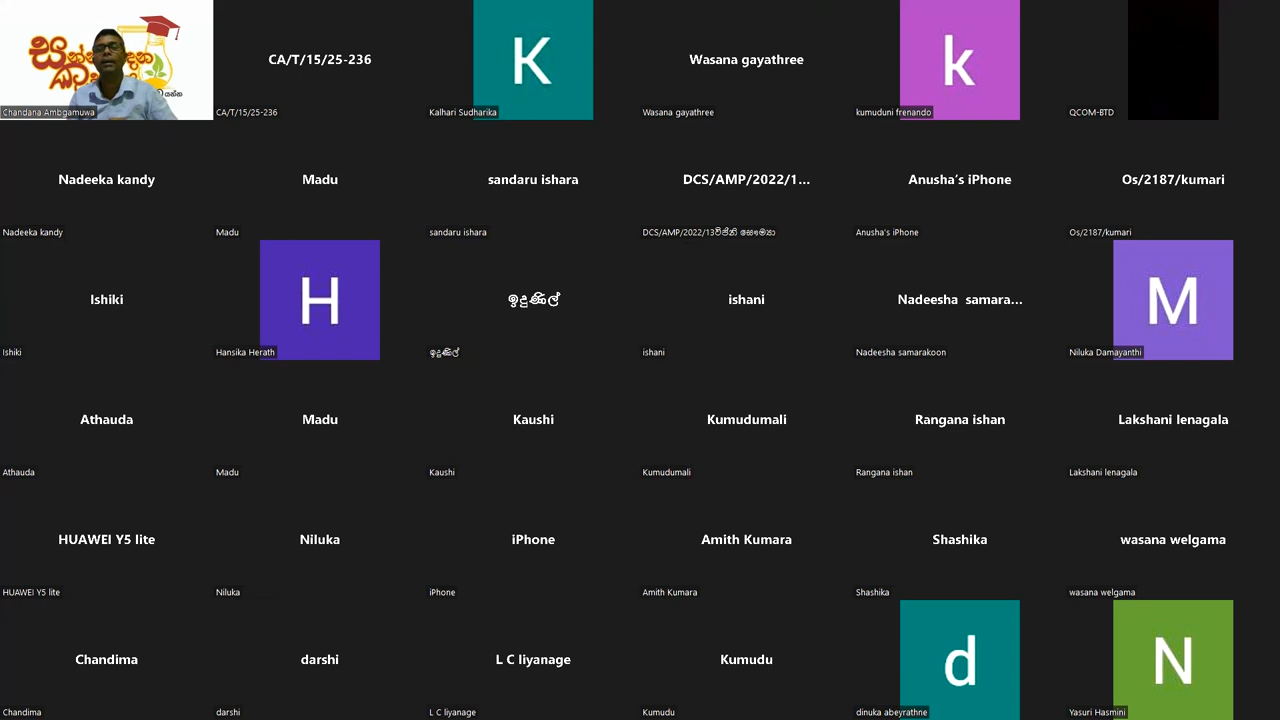 Chandana Ambgamuwa
CA/T/15/25-236
CA/T/15/25-236
K
Kalhari Sudharika
Wasana gayathree
Wasana gayathree
k
kumuduni frenando
QCOM-BTD
Nadeeka kandy
Nadeeka kandy
Madu
Madu
sandaru ishara
sandaru ishara
DCS/AMP/2022/1...
DCS/AMP/2022/13විජිනි සෞම්‍යා
Anusha's iPhone
Anusha's iPhone
Os/2187/kumari
Os/2187/kumari
Ishiki
Ishiki
H
Hansika Herath
ඉදුණිල්
ඉදුණිල්
ishani
ishani
Nadeesha samara...
Nadeesha samarakoon
M
Niluka Damayanthi
Athauda
Athauda
Madu
Madu
Kaushi
Kaushi
Kumudumali
Kumudumali
Rangana ishan
Rangana ishan
Lakshani lenagala
Lakshani lenagala
HUAWEI Y5 lite
HUAWEI Y5 lite
Niluka
Niluka
iPhone
iPhone
Amith Kumara
Amith Kumara
Shashika
Shashika
wasana welgama
wasana welgama
Chandima
Chandima
darshi
darshi
L C liyanage
L C liyanage
Kumudu
Kumudu
d
dinuka abeyrathne
N
Yasuri Hasmini